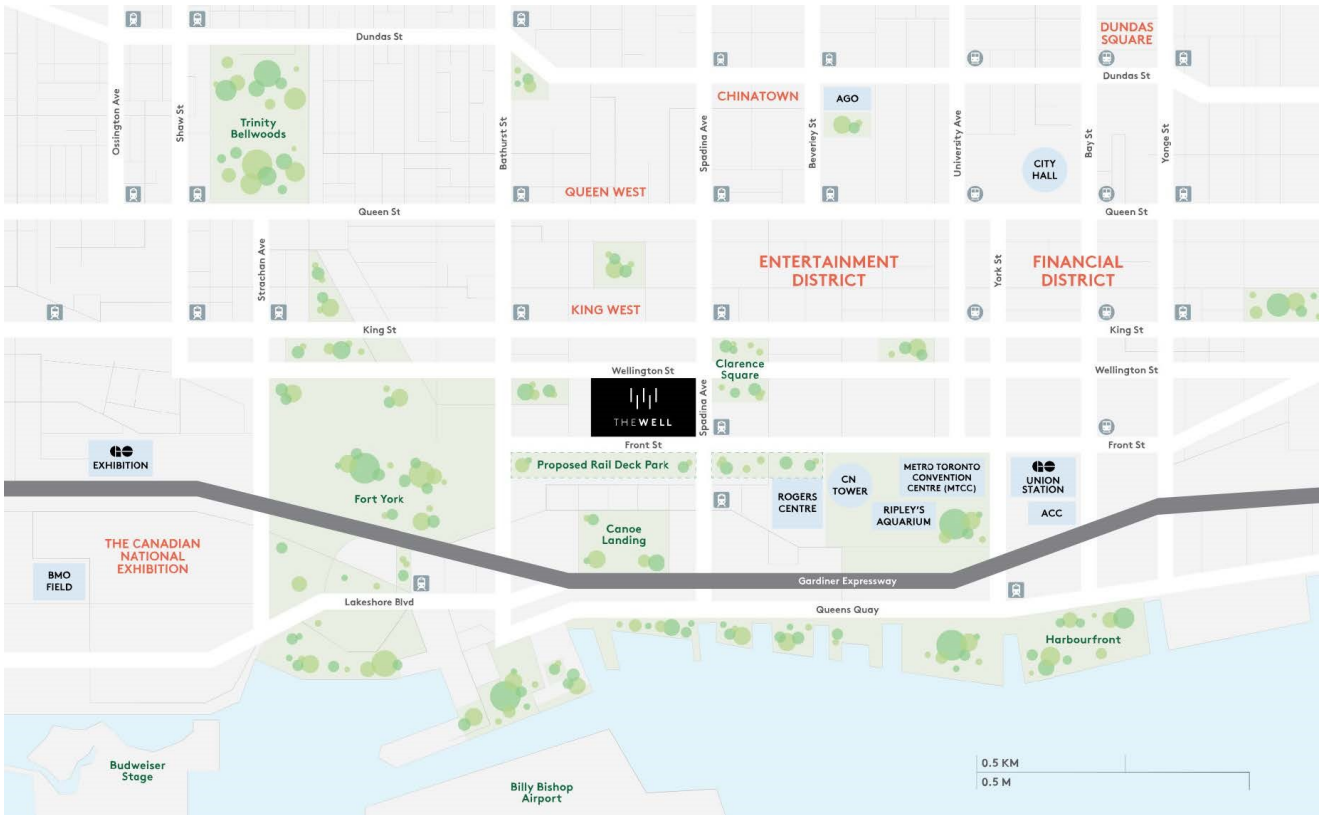 DUNDAS
SQUARE
Dundas St
Dundas St
CHINATOWN
AGO
Ossington Ave
Shaw St
Trinity
Bellwoods
Bathurst St
Spadina Ave
Beverley St
University Ave
CITY
HALL
Bay St
Yonge St
QUEEN WEST
Queen St
Queen St
Strachan Ave
ENTERTAINMENT
DISTRICT
York St
FINANCIAL
DISTRICT
KING WEST
King St
King St
Clarence
Square
Wellington St
Wellington St
THEWELL
Spadina Ave
Front St
Front St
GO
EXHIBITION
Proposed Rail Deck Park
Fort York
ROGERS
CENTRE
CN
TOWER
METRO TORONTO
CONVENTION
CENTRE (MTCC)
RIPLEY'S
AQUARIUM
GO
UNION
STATION
ACC
Canoe
Landing
THE CANADIAN
NATIONAL
EXHIBITION
BMO
FIELD
Gardiner Expressway
Lakeshore Blvd
Queens Quay
Harbourfront
Budweiser
Stage
Billy Bishop
Airport
0.5 KM
0.5 M